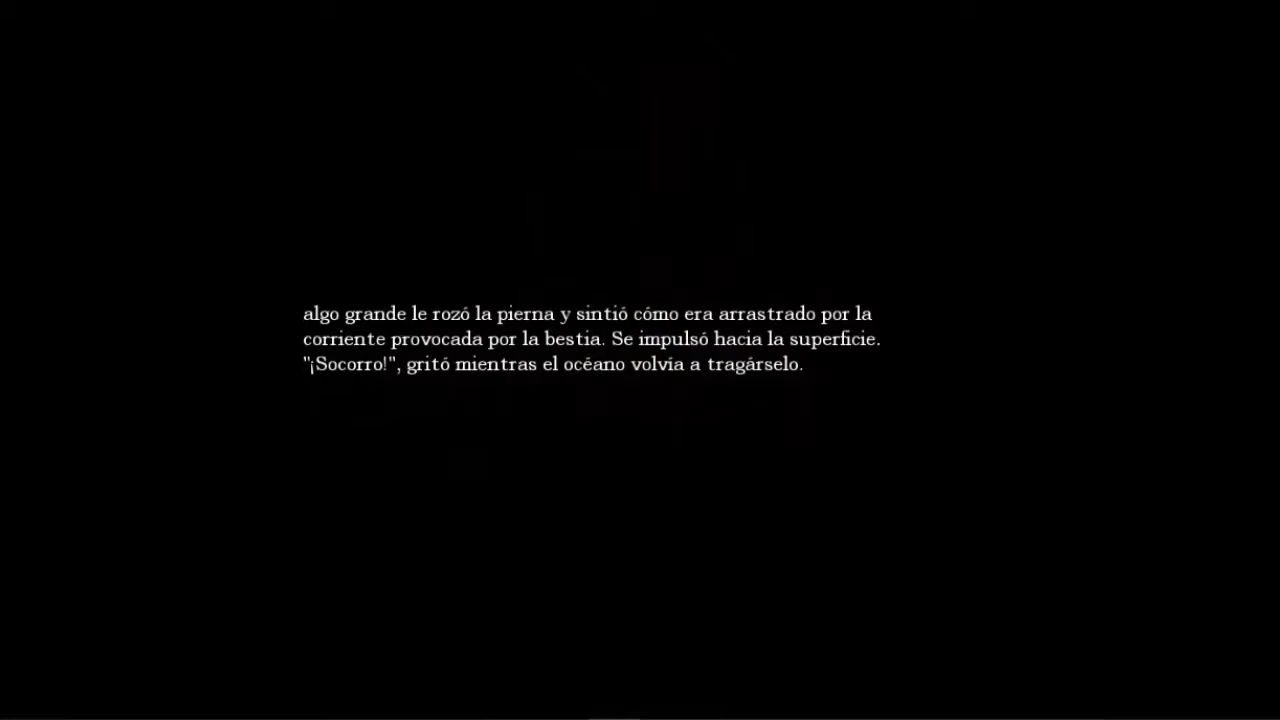 algo grande le rozó la pierna y sintió cómo era arrastrado por la
corriente provocada por la bestia. Se impulsó hacia la superficie.
"¡Socorro!", gritó mientras el océano volvía a tragárselo.